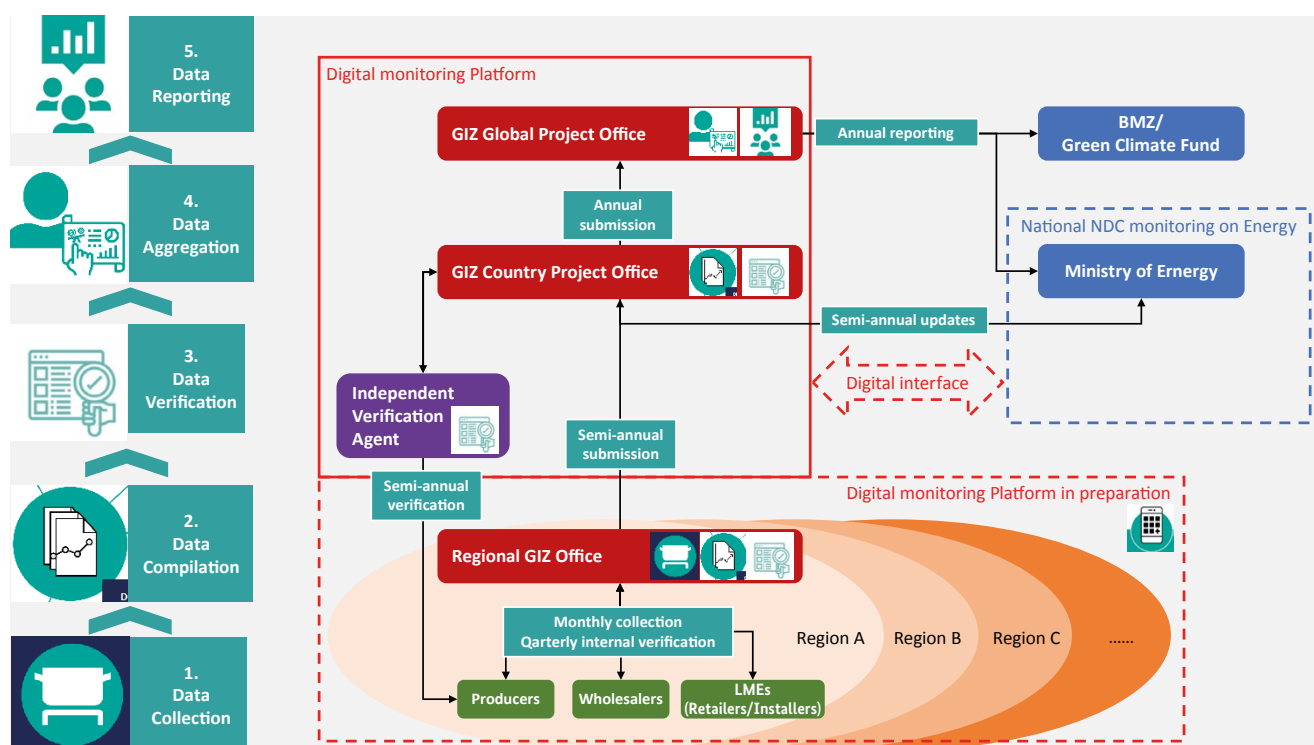 5.
Data
Reporting
4.
Data
Aggregation
3.
Data
Verification
2.
Data
Compilation
D
1.
Data
Collection
Digital monitoring Platform
GIZ Global Project Office
Annual reporting
BMZ/
Green Climate Fund
Annual
submission
National NDC monitoring on Energy
GIZ Country Project Office
Ministry of Ernergy
Semi-annual updates
Digital interface
Independent
Verification
Agent
Semi-annual
submission
Semi-annual
verification
Digital monitoring Platform in preparation
Regional GIZ Office
Monthly collection
Qarterly internal verification
Region A
Region B
Region C
......
Producers
Wholesalers
LMEs
(Retailers/Installers)